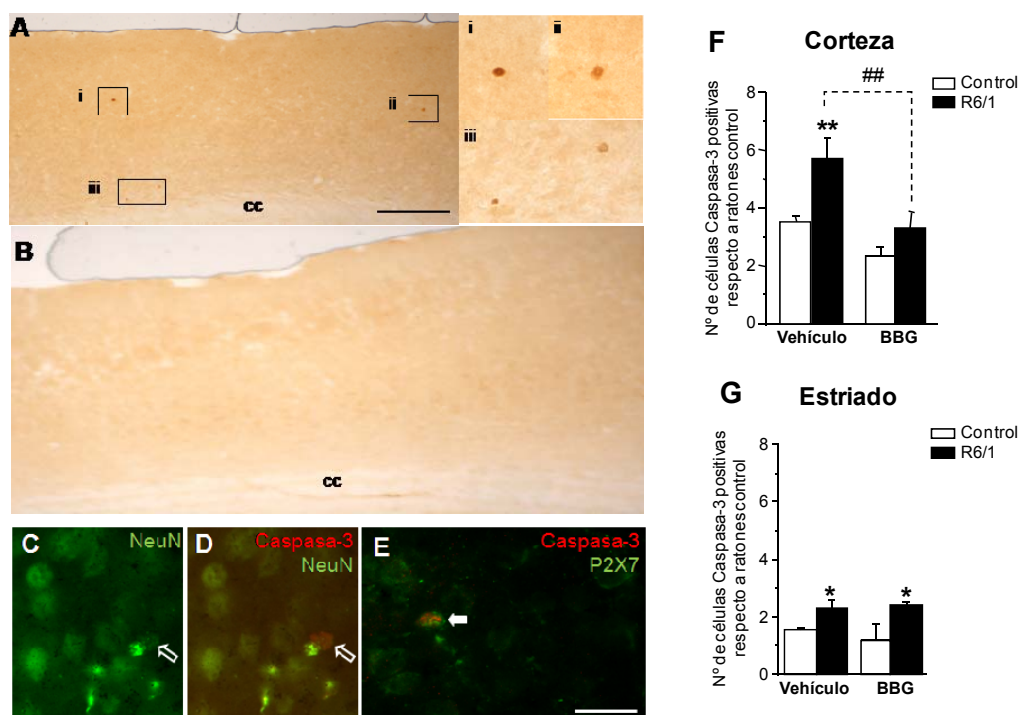 A
i
ii
iii
cc
i
ii
iii
B
cc
C
NeuN
D
Caspasa-3
NeuN
E
Caspasa-3
P2X7
F
Corteza
Control
R6/1
##
**
Nº de células Caspasa-3 positivas
respecto a ratones control
8
6
4
2
0
Vehículo
BBG
G
Estriado
Control
R6/1
*
*
Nº de células Caspasa-3 positivas
respecto a ratones control
8
6
4
2
0
Vehículo
BBG